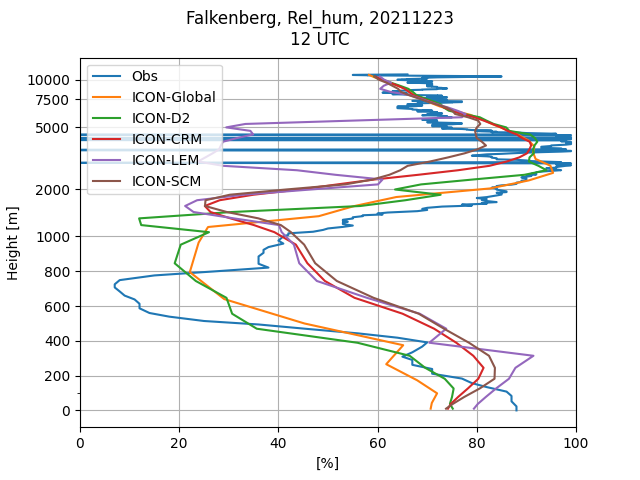 Falkenberg, Rel_hum, 20211223
12 UTC
Height [m]
10000
7500
5000
2000
1000
800
600
400
200
0
Obs
ICON-Global
ICON-D2
ICON-CRM
ICON-LEM
ICON-SCM
0 20 40 60 80 100
[%]